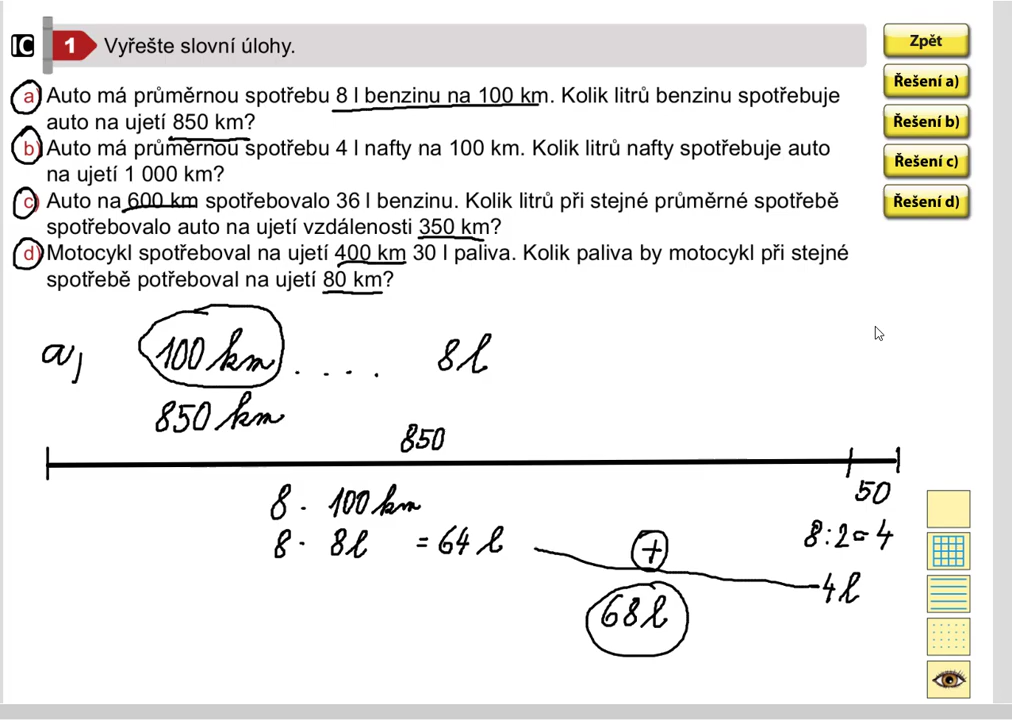 IC 1 Vyřešte slovní úlohy.
Zpět
Řešení a)
Řešení b)
Řešení c)
Řešení d)
a) Auto má průměrnou spotřebu 8 l benzinu na 100 km. Kolik litrů benzinu spotřebuje
auto na ujetí 850 km?
b) Auto má průměrnou spotřebu 4 l nafty na 100 km. Kolik litrů nafty spotřebuje auto
na ujetí 1 000 km?
c) Auto na 600 km spotřebovalo 36 l benzinu. Kolik litrů při stejné průměrné spotřebě
spotřebovalo auto na ujetí vzdálenosti 350 km?
d) Motocykl spotřeboval na ujetí 400 km 30 l paliva. Kolik paliva by motocykl při stejné
spotřebě potřeboval na ujetí 80 km?
a) 100 km . . . . 8 l
850 km
850
50
8 · 100 km
8 · 8 l = 64 l
8 : 2 = 4
+
4 l
68 l